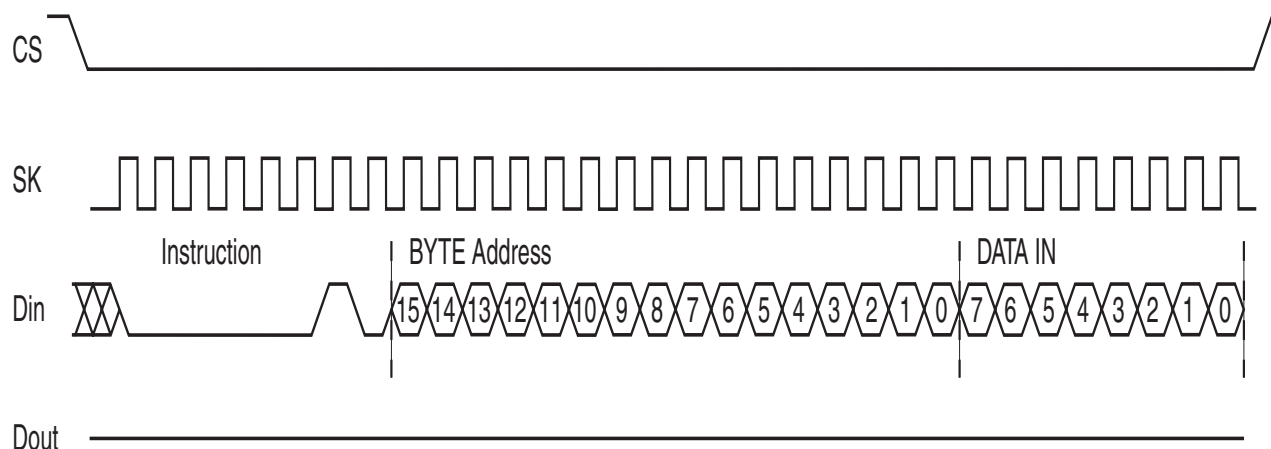 CS
SK
Instruction BYTE Address DATA IN
Din 15 14 13 12 11 10 9 8 7 6 5 4 3 2 1 0 7 6 5 4 3 2 1 0
Dout